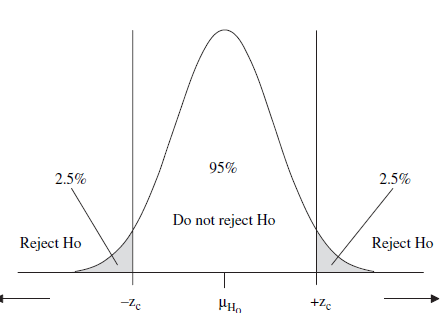 95%
2.5%
2.5%
Do not reject Ho
Reject Ho
Reject Ho
−zc
μHo
+zc